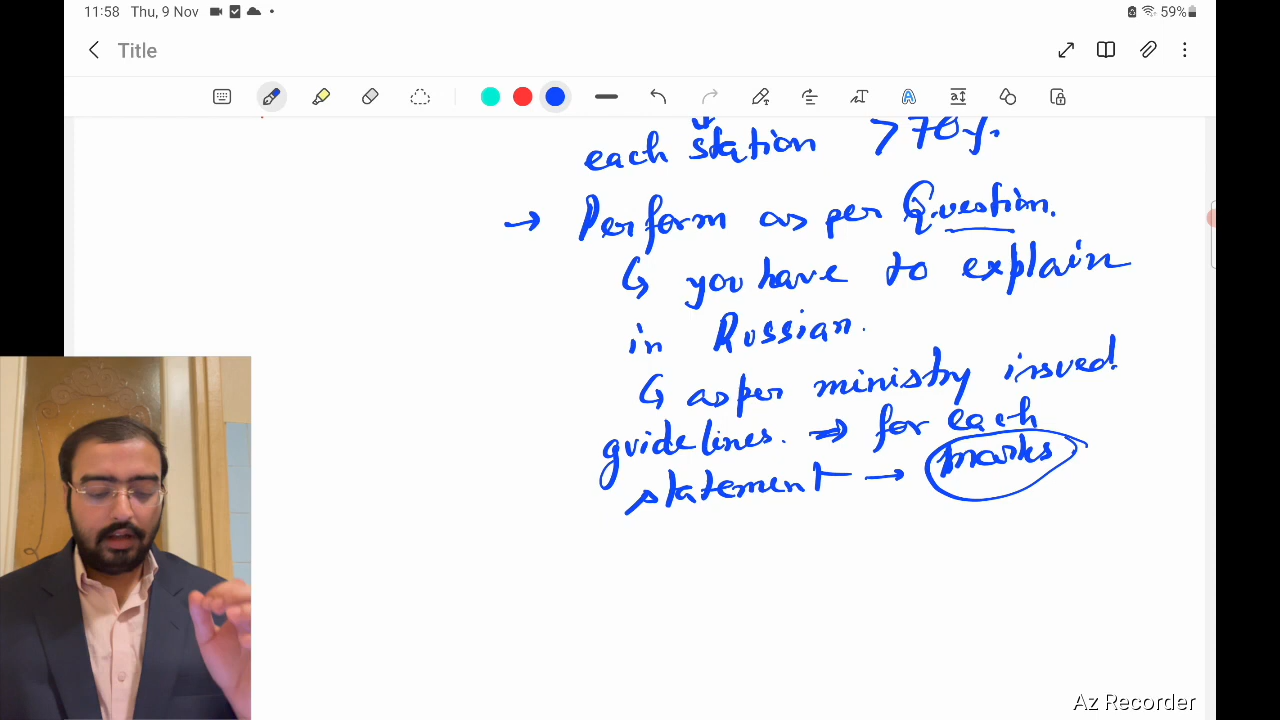 11:58 Thu, 9 Nov
59%
Title
each station >70%
→ Perform as per Question.
↳ you have to explain
in Russian.
↳ as per ministry issued
guidelines. ⇒ for each
statement → marks
Az Recorder